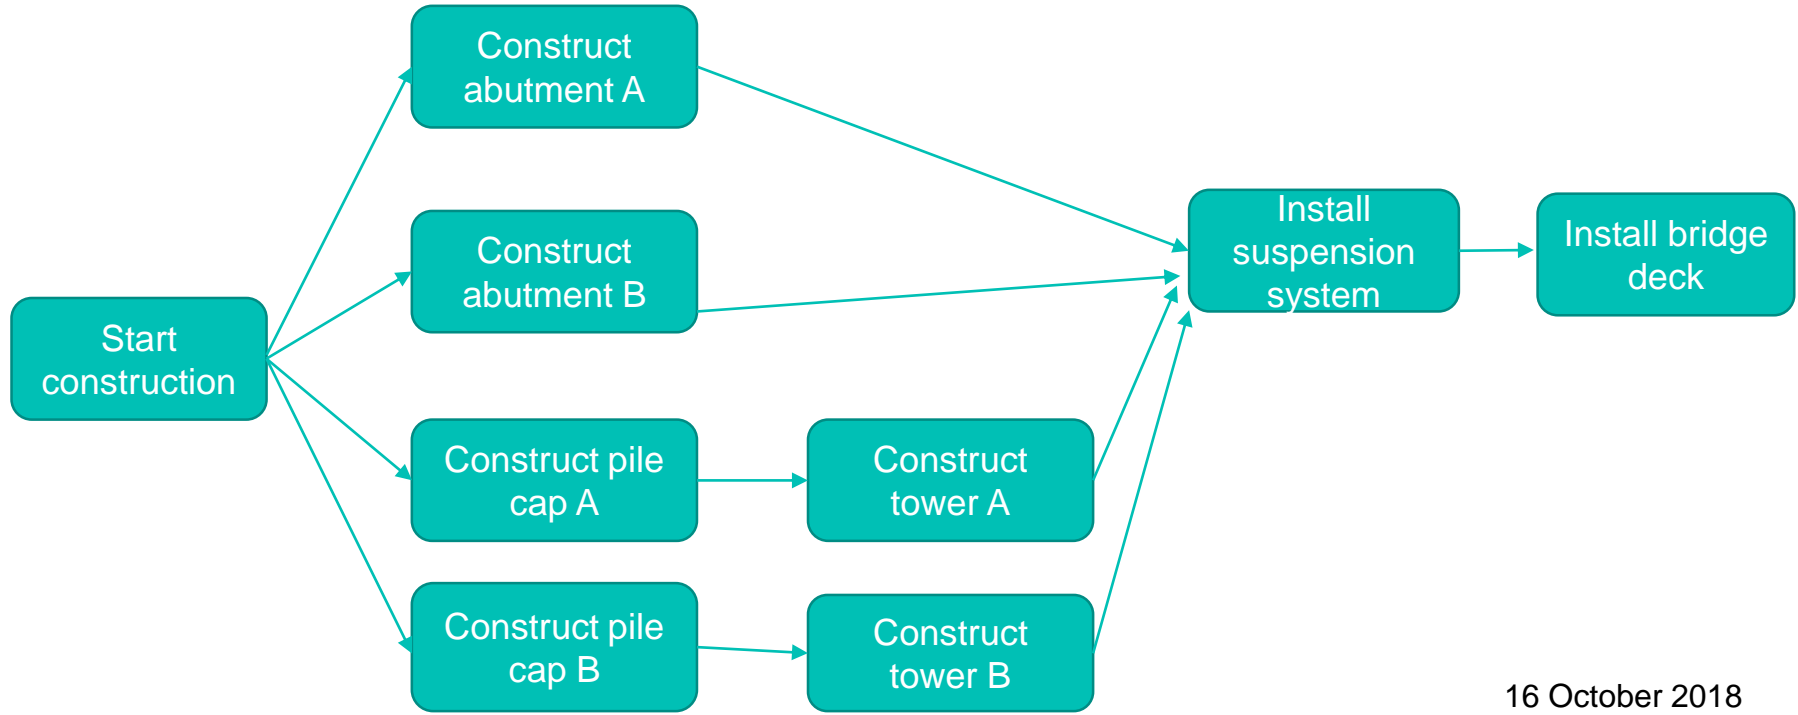 Start
construction
Construct
abutment A
Construct
abutment B
Construct pile
cap A
Construct pile
cap B
Construct
tower A
Construct
tower B
Install
suspension
system
Install bridge
deck
16 October 2018